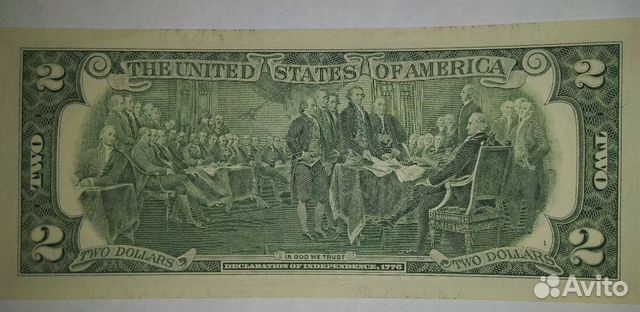 2
THE UNITED STATES OF AMERICA
2
TWO
TWO
2
TWO DOLLARS
IN GOD WE TRUST
DECLARATION OF INDEPENDENCE, 1776
TWO DOLLARS
1
2
Avito